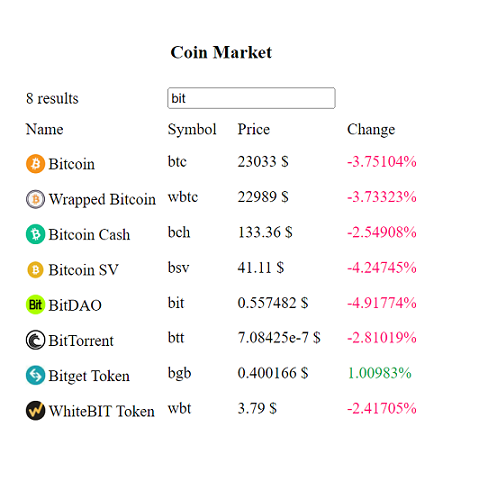 Coin Market
8 results bit
Name Symbol Price Change
Bitcoin btc 23033 $ -3.75104%
Wrapped Bitcoin wbtc 22989 $ -3.73323%
Bitcoin Cash bch 133.36 $ -2.54908%
Bitcoin SV bsv 41.11 $ -4.24745%
Bit BitDAO bit 0.557482 $ -4.91774%
BitTorrent btt 7.08425e-7 $ -2.81019%
Bitget Token bgb 0.400166 $ 1.00983%
WhiteBIT Token wbt 3.79 $ -2.41705%